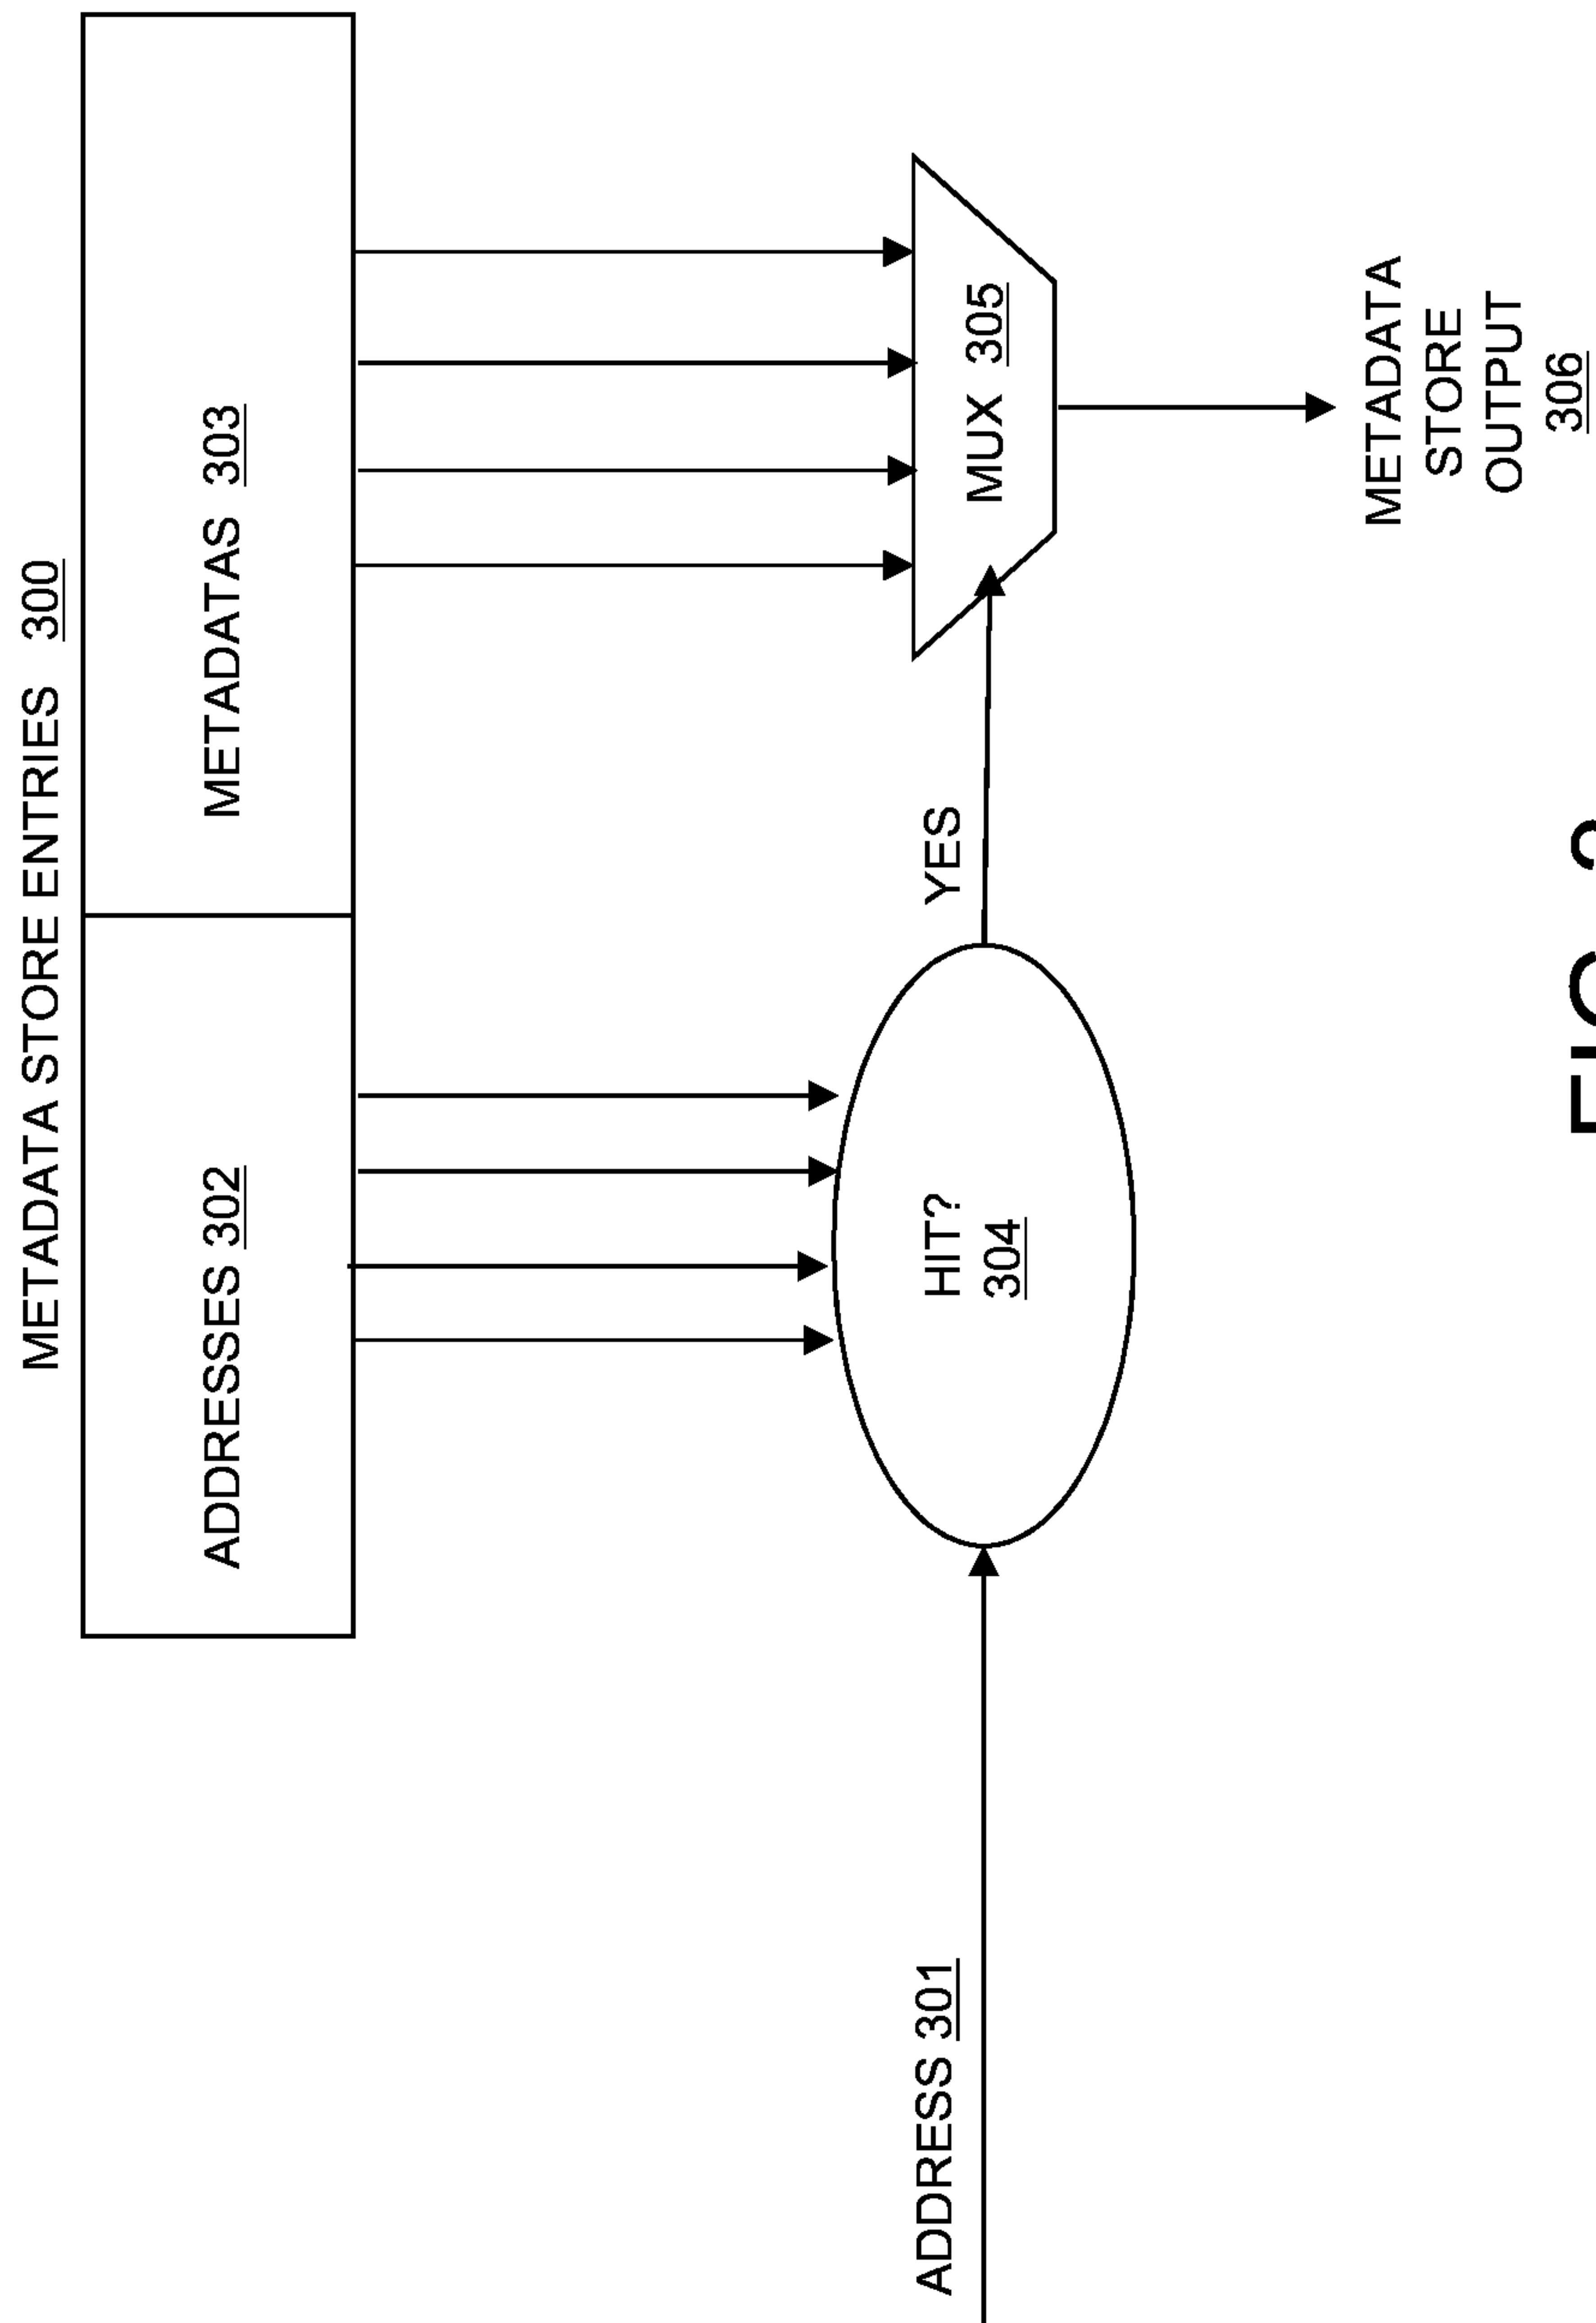 METADATA STORE ENTRIES 300
ADDRESSES 302
METADATAS 303
ADDRESS 301
HIT?
304
YES
MUX 305
METADATA
STORE
OUTPUT
306